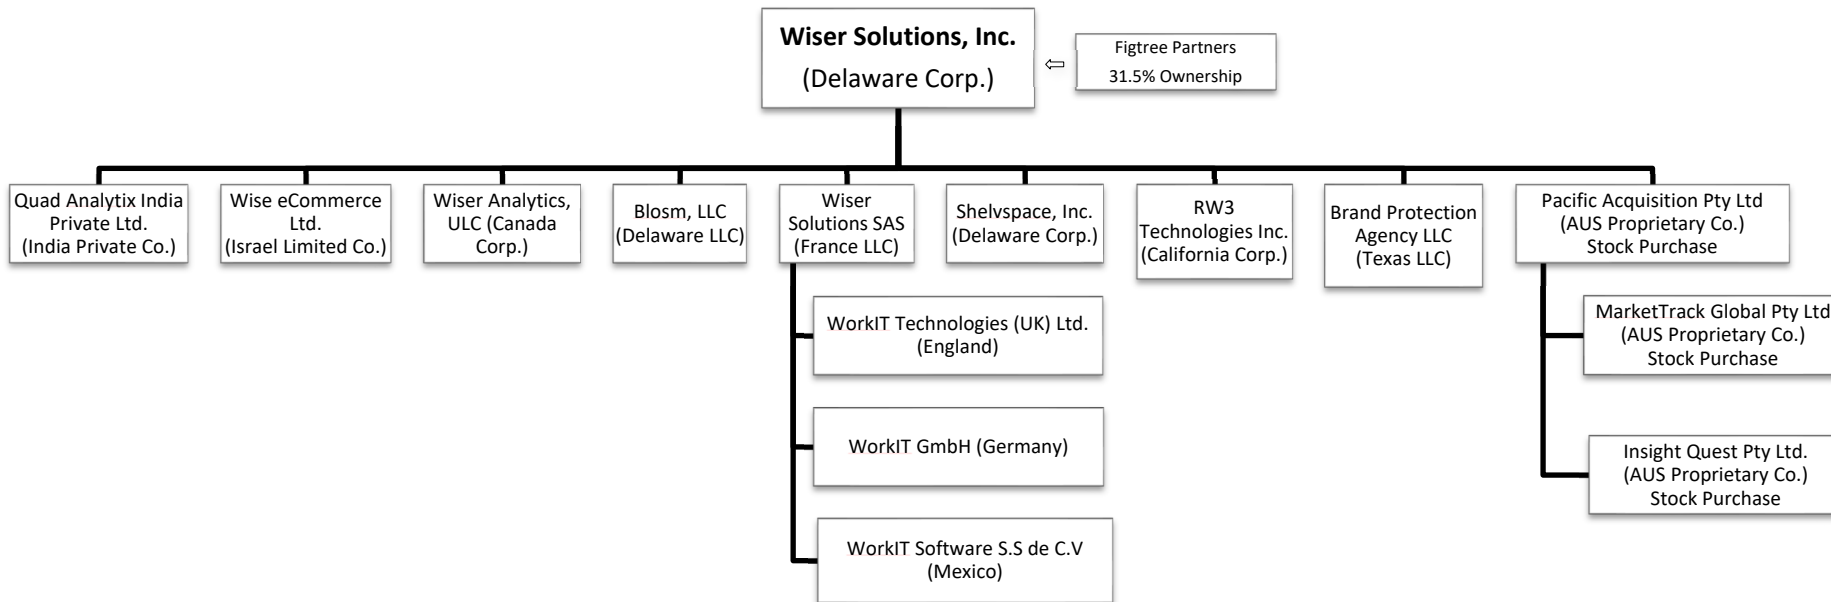 Wiser Solutions, Inc.
(Delaware Corp.)
Figtree Partners
31.5% Ownership
Quad Analytix India
Private Ltd.
(India Private Co.)
Wise eCommerce
Ltd.
(Israel Limited Co.)
Wiser Analytics,
ULC (Canada
Corp.)
Blosm, LLC
(Delaware LLC)
Wiser
Solutions SAS
(France LLC)
Shelvspace, Inc.
(Delaware Corp.)
RW3
Technologies Inc.
(California Corp.)
Brand Protection
Agency LLC
(Texas LLC)
Pacific Acquisition Pty Ltd
(AUS Proprietary Co.)
Stock Purchase
WorkIT Technologies (UK) Ltd.
(England)
WorkIT GmbH (Germany)
WorkIT Software S.S de C.V
(Mexico)
MarketTrack Global Pty Ltd
(AUS Proprietary Co.)
Stock Purchase
Insight Quest Pty Ltd.
(AUS Proprietary Co.)
Stock Purchase